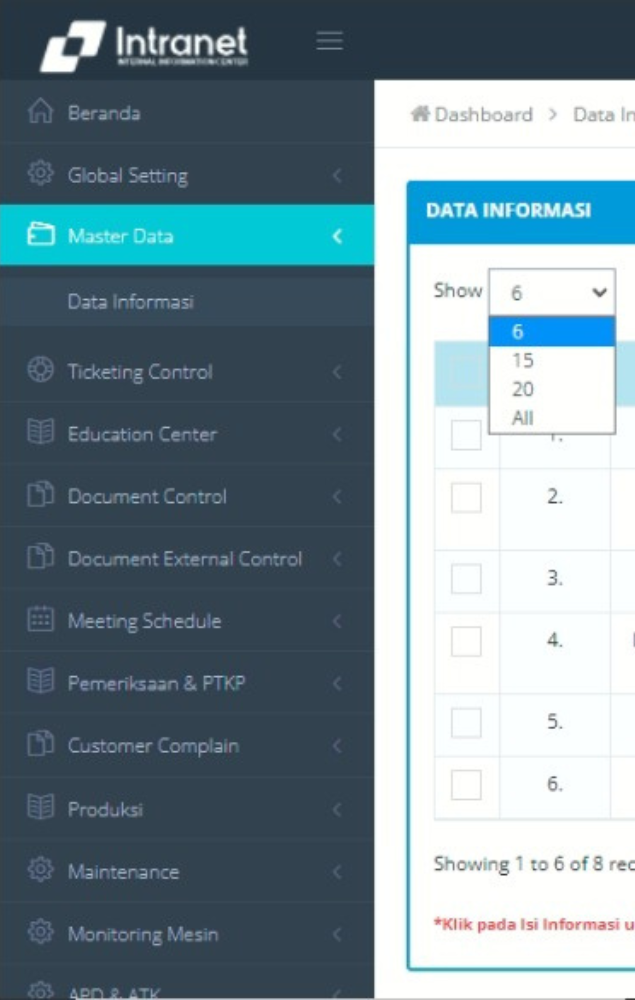 Intranet
INTERNAL INFORMATION CENTER
Beranda
Global Setting
Master Data
Data Informasi
Ticketing Control
Education Center
Document Control
Document External Control
Meeting Schedule
Pemeriksaan & PTKP
Customer Complain
Produksi
Maintenance
Monitoring Mesin
APD & ATK
Dashboard > Data In
DATA INFORMASI
Show 6
6
15
20
All
1.
2.
3.
4.
5.
6.
Showing 1 to 6 of 8 rec
*Klik pada Isi Informasi u